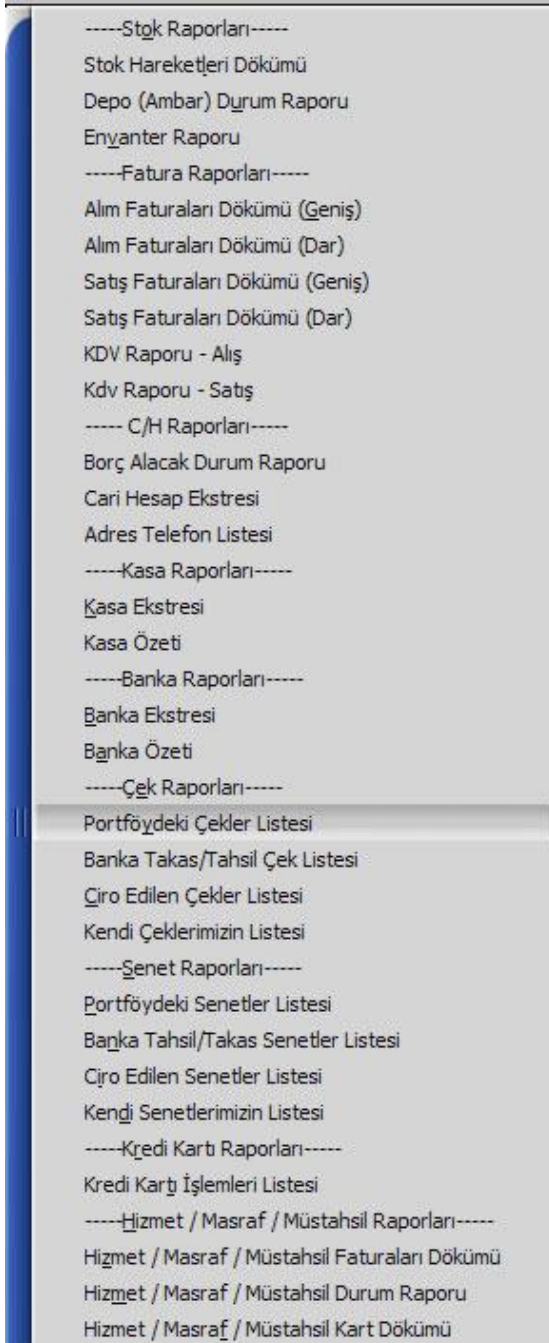 -----Stok Raporları-----
Stok Hareketleri Dökümü
Depo (Ambar) Durum Raporu
Envanter Raporu
-----Fatura Raporları-----
Alım Faturaları Dökümü (Geniş)
Alım Faturaları Dökümü (Dar)
Satış Faturaları Dökümü (Geniş)
Satış Faturaları Dökümü (Dar)
KDV Raporu - Alış
Kdv Raporu - Satış
----- C/H Raporları-----
Borç Alacak Durum Raporu
Cari Hesap Ekstresi
Adres Telefon Listesi
-----Kasa Raporları-----
Kasa Ekstresi
Kasa Özeti
-----Banka Raporları-----
Banka Ekstresi
Banka Özeti
-----Çek Raporları-----
Portföydeki Çekler Listesi
Banka Takas/Tahsil Çek Listesi
Ciro Edilen Çekler Listesi
Kendi Çeklerimizin Listesi
-----Senet Raporları-----
Portföydeki Senetler Listesi
Banka Tahsil/Takas Senetler Listesi
Ciro Edilen Senetler Listesi
Kendi Senetlerimizin Listesi
-----Kredi Kartı Raporları-----
Kredi Kartı İşlemleri Listesi
-----Hizmet / Masraf / Müstahsil Raporları-----
Hizmet / Masraf / Müstahsil Faturaları Dökümü
Hizmet / Masraf / Müstahsil Durum Raporu
Hizmet / Masraf / Müstahsil Kart Dökümü